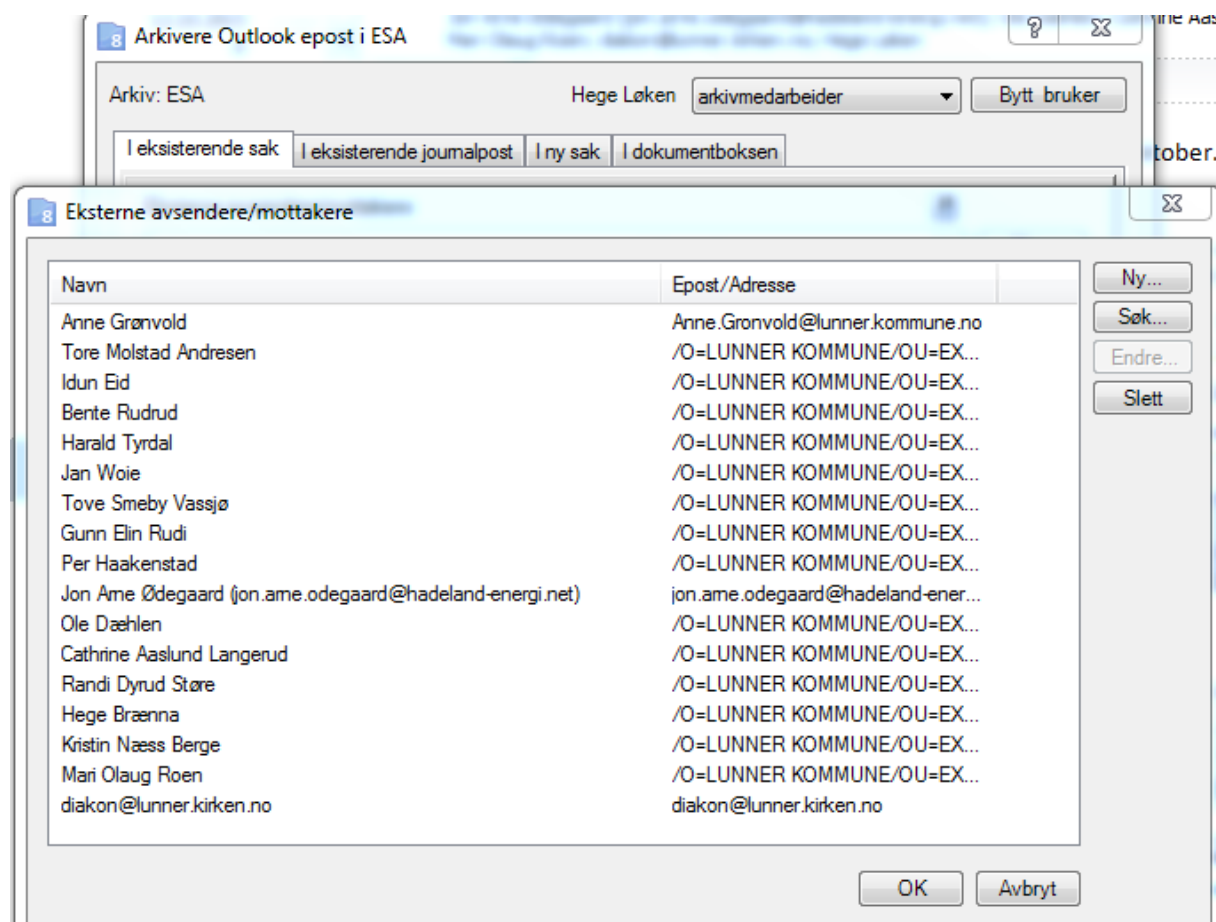 8 Arkivere Outlook epost i ESA
Arkiv: ESA Hege Løken arkivmedarbeider Bytt bruker
I eksisterende sak I eksisterende journalpost I ny sak I dokumentboksen
tober.
8 Eksterne avsendere/mottakere
Navn Epost/Adresse Ny...
Anne Grønvold Anne.Gronvold@lunner.kommune.no Søk...
Tore Molstad Andresen /O=LUNNER KOMMUNE/OU=EX... Endre...
Idun Eid /O=LUNNER KOMMUNE/OU=EX...
Bente Rudrud /O=LUNNER KOMMUNE/OU=EX... Slett
Harald Tyrdal /O=LUNNER KOMMUNE/OU=EX...
Jan Woie /O=LUNNER KOMMUNE/OU=EX...
Tove Smeby Vassjø /O=LUNNER KOMMUNE/OU=EX...
Gunn Elin Rudi /O=LUNNER KOMMUNE/OU=EX...
Per Haakenstad /O=LUNNER KOMMUNE/OU=EX...
Jon Arne Ødegaard (jon.arne.odegaard@hadeland-energi.net) jon.arne.odegaard@hadeland-ener...
Ole Dæhlen /O=LUNNER KOMMUNE/OU=EX...
Cathrine Aaslund Langerud /O=LUNNER KOMMUNE/OU=EX...
Randi Dyrud Støre /O=LUNNER KOMMUNE/OU=EX...
Hege Brænna /O=LUNNER KOMMUNE/OU=EX...
Kristin Næss Berge /O=LUNNER KOMMUNE/OU=EX...
Mari Olaug Roen /O=LUNNER KOMMUNE/OU=EX...
diakon@lunner.kirken.no diakon@lunner.kirken.no
OK Avbryt